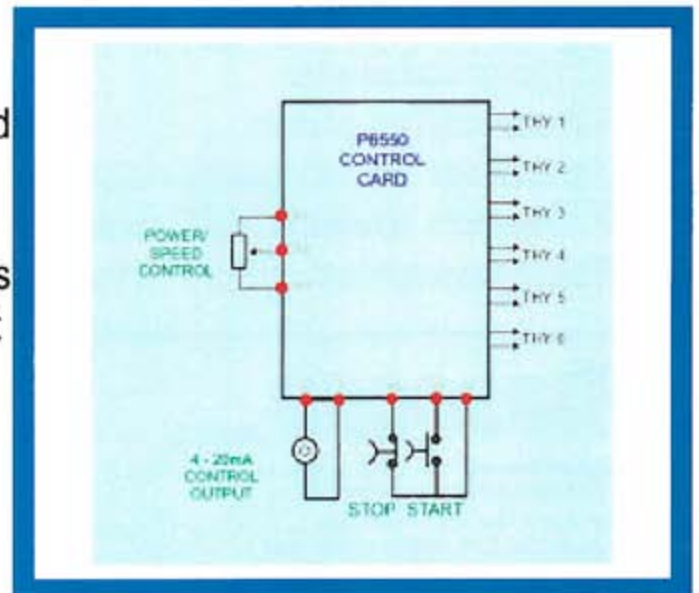 d
s
P6550
CONTROL
CARD
THY 1
THY 2
THY 3
THY 4
THY 5
THY 6
POWER/
SPEED
CONTROL
4 - 20mA
CONTROL
OUTPUT
STOP START